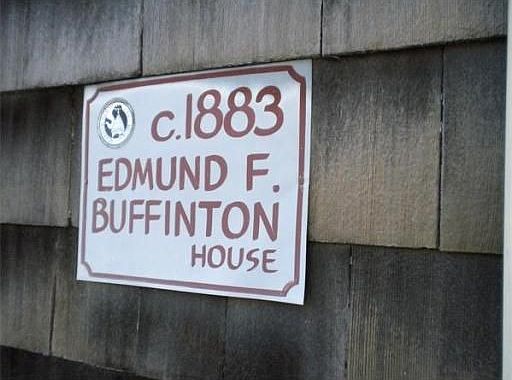 c.1883
EDMUND F.
BUFFINTON
HOUSE